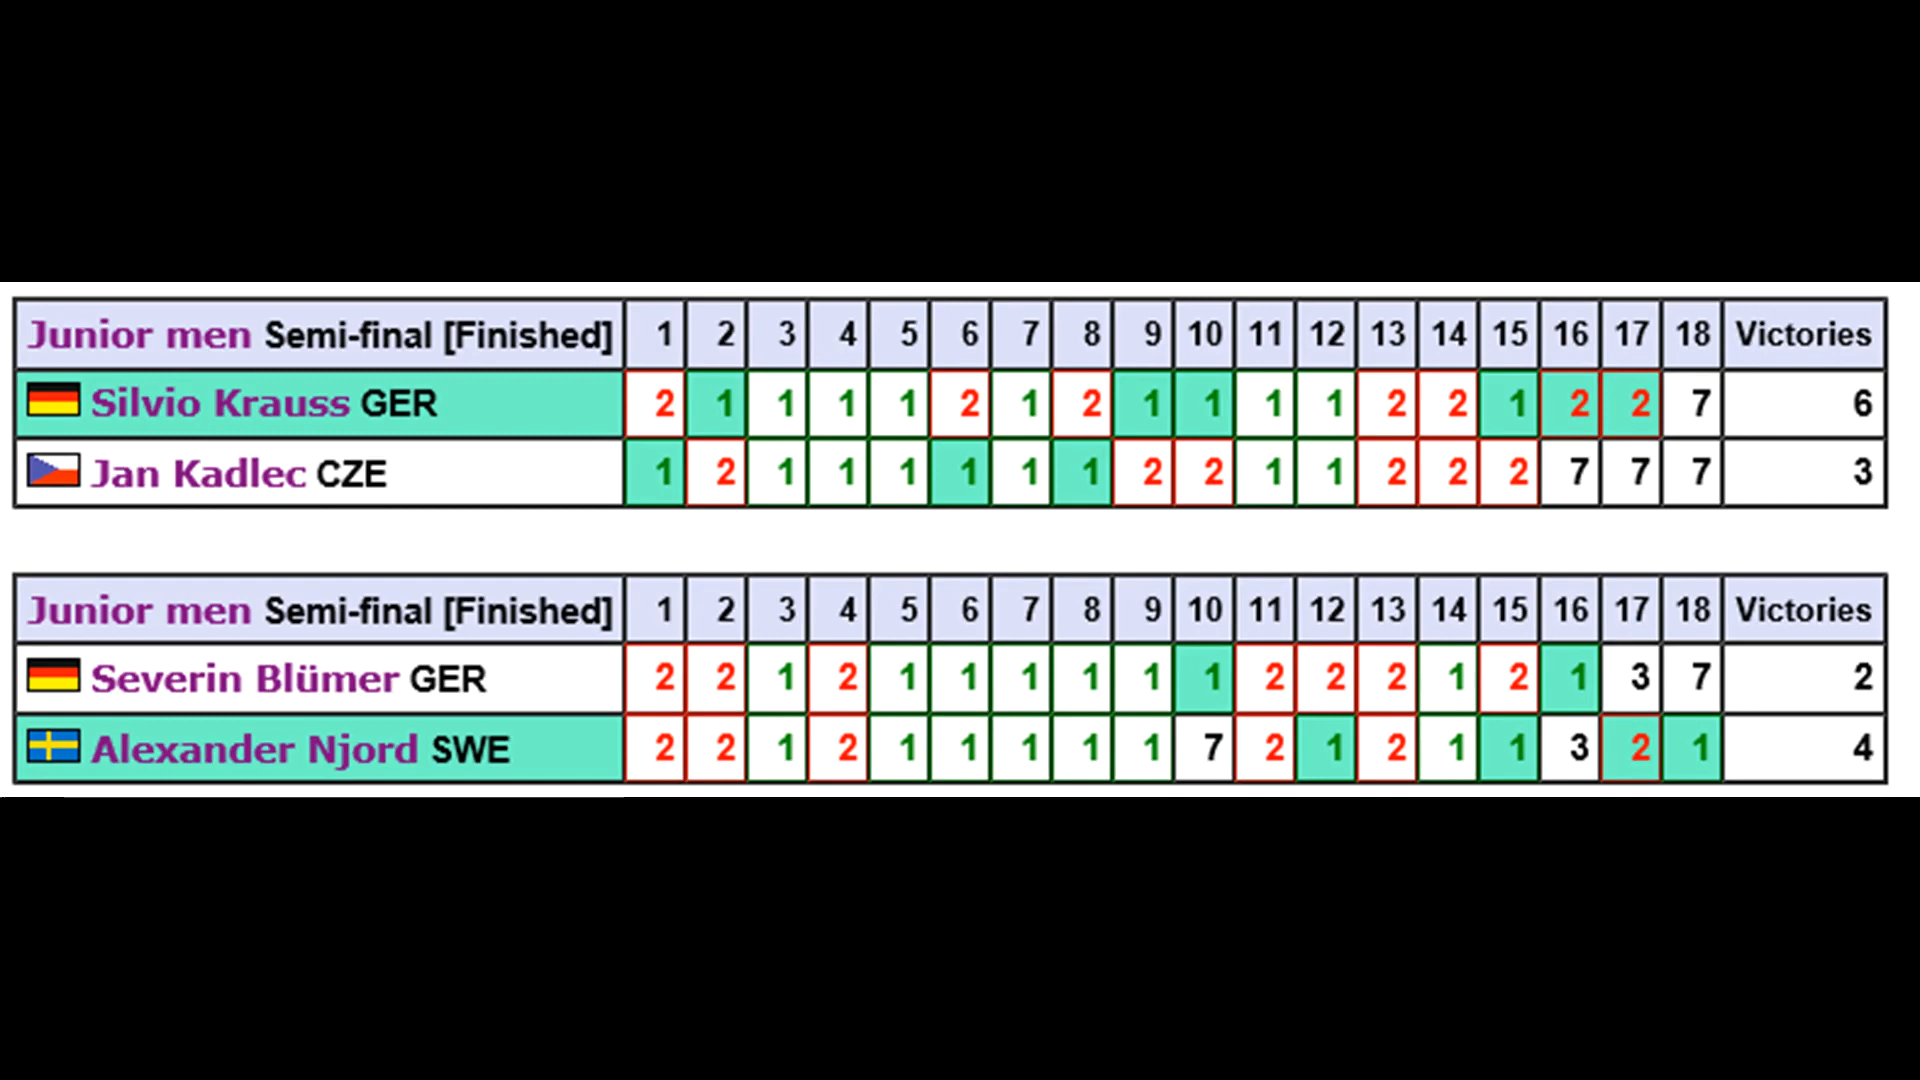 Junior men Semi-final [Finished] 1 2 3 4 5 6 7 8 9 10 11 12 13 14 15 16 17 18 Victories
Silvio Krauss GER 2 1 1 1 1 2 1 2 1 1 1 1 2 2 1 2 2 7 6
Jan Kadlec CZE 1 2 1 1 1 1 1 1 2 2 1 1 2 2 2 7 7 7 3
Junior men Semi-final [Finished] 1 2 3 4 5 6 7 8 9 10 11 12 13 14 15 16 17 18 Victories
Severin Blümer GER 2 2 1 2 1 1 1 1 1 1 2 2 2 1 2 1 3 7 2
Alexander Njord SWE 2 2 1 2 1 1 1 1 1 7 2 1 2 1 1 3 2 1 4